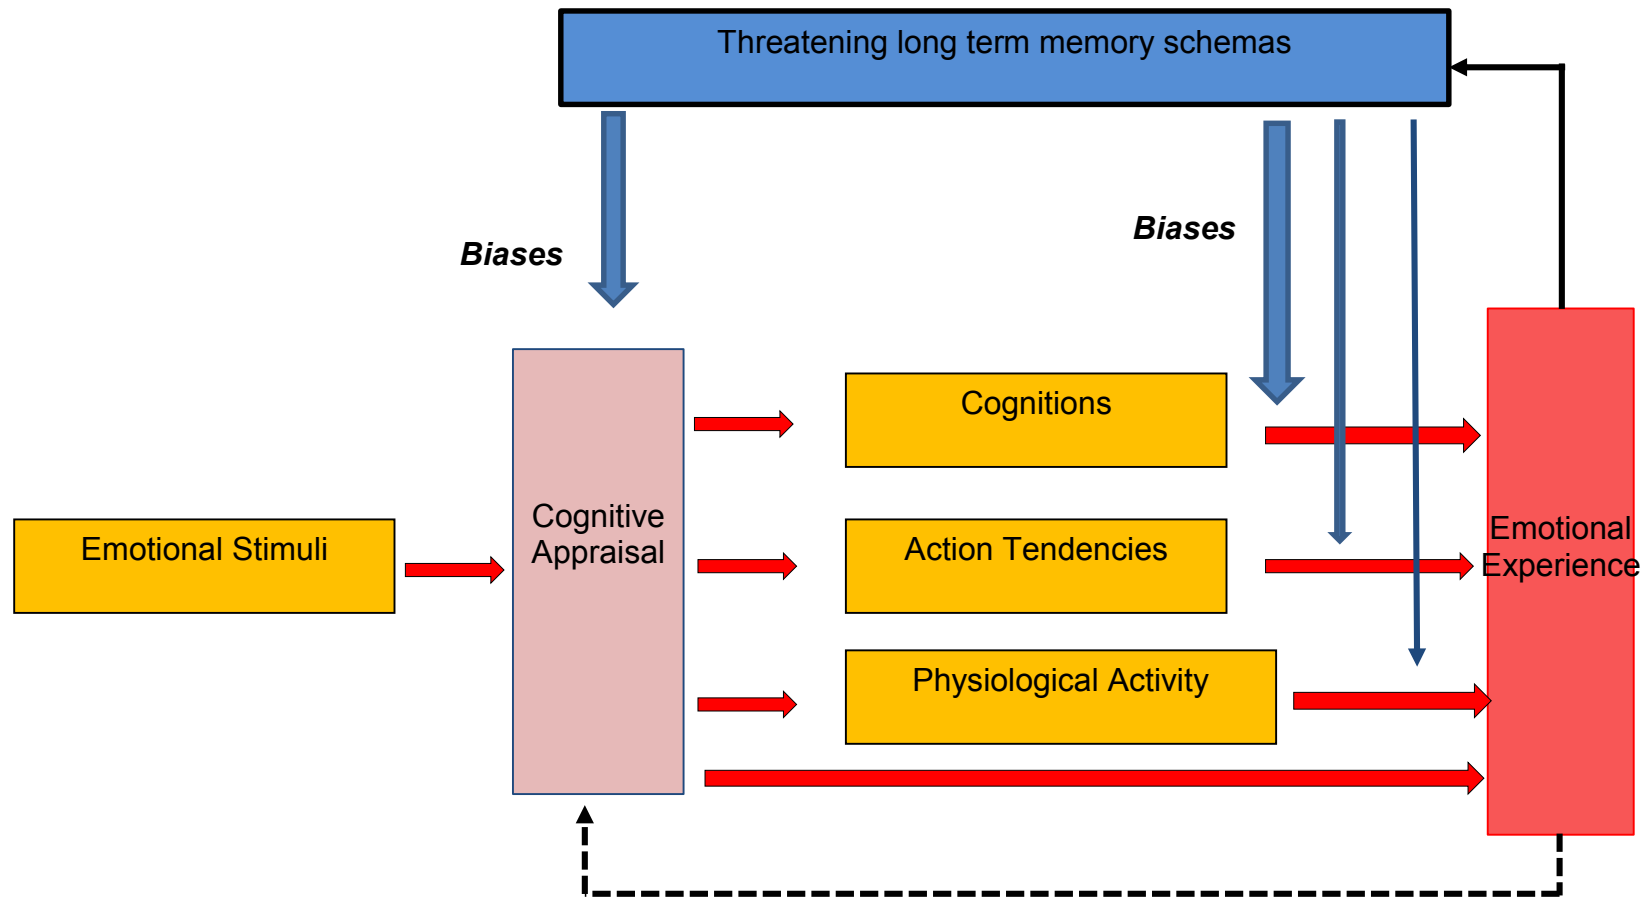 Threatening long term memory schemas
Biases
Biases
Cognitions
Cognitive
Appraisal
Emotional Stimuli
Action Tendencies
Emotional
Experience
Physiological Activity